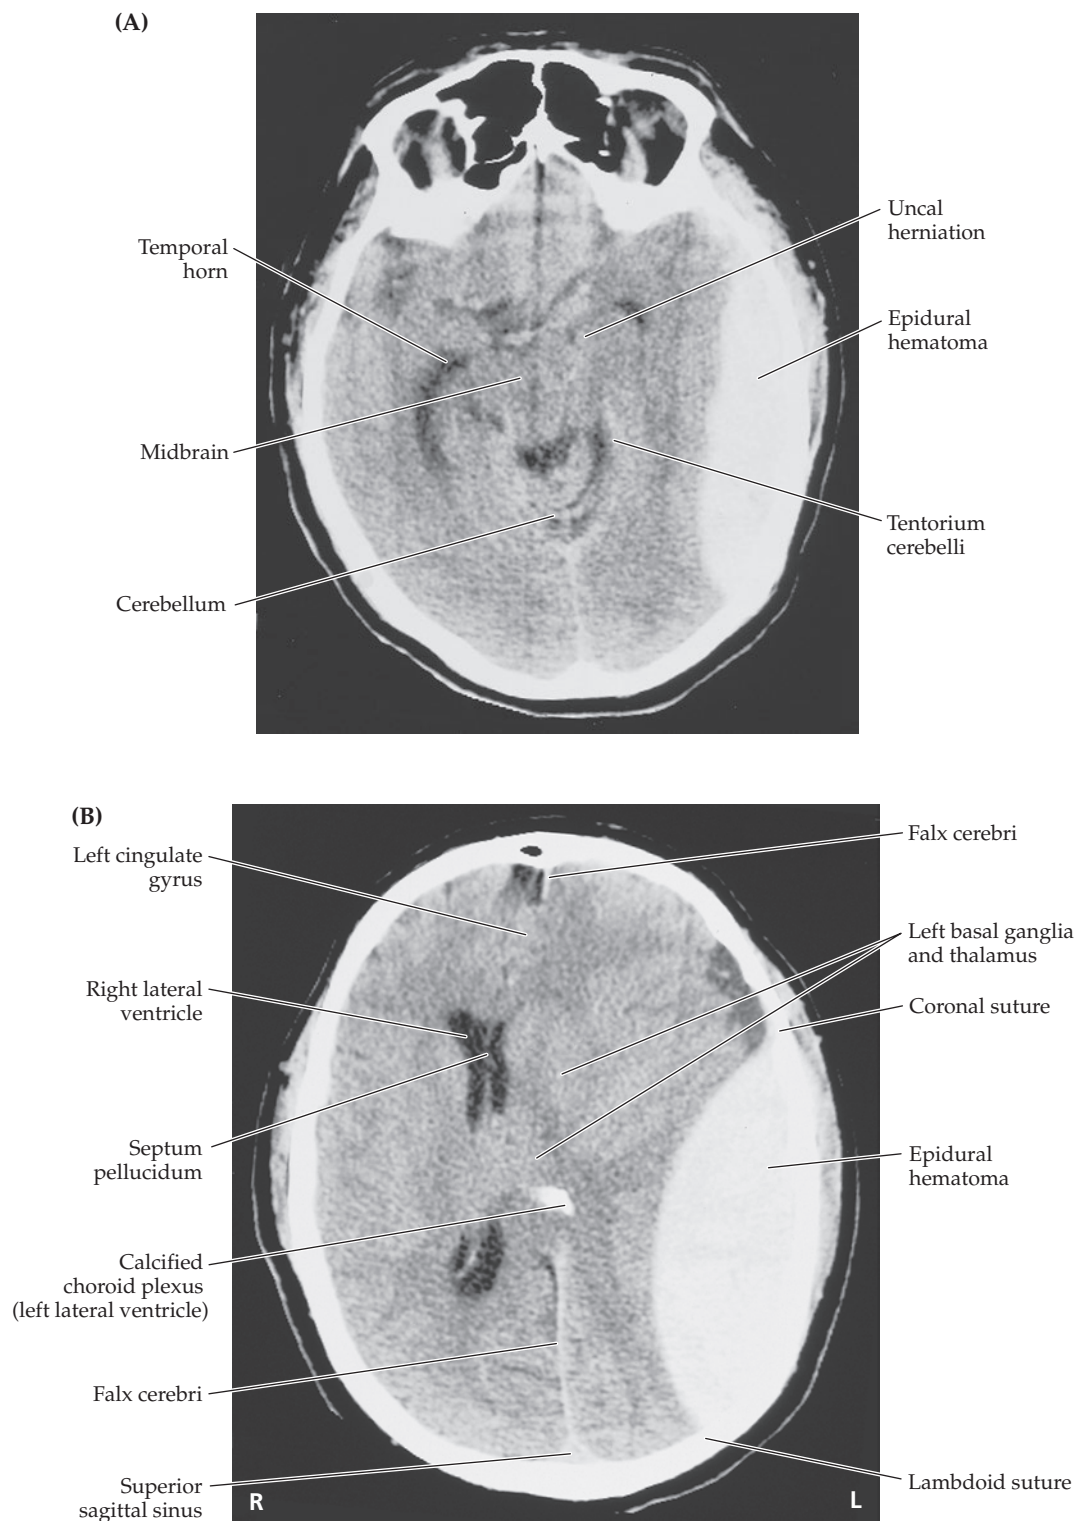 (A)
Temporal
horn
Midbrain
Cerebellum
Uncal
herniation
Epidural
hematoma
Tentorium
cerebelli
(B)
Left cingulate
gyrus
Right lateral
ventricle
Septum
pellucidum
Calcified
choroid plexus
(left lateral ventricle)
Falx cerebri
Superior
sagittal sinus
Falx cerebri
Left basal ganglia
and thalamus
Coronal suture
Epidural
hematoma
Lambdoid suture
R
L